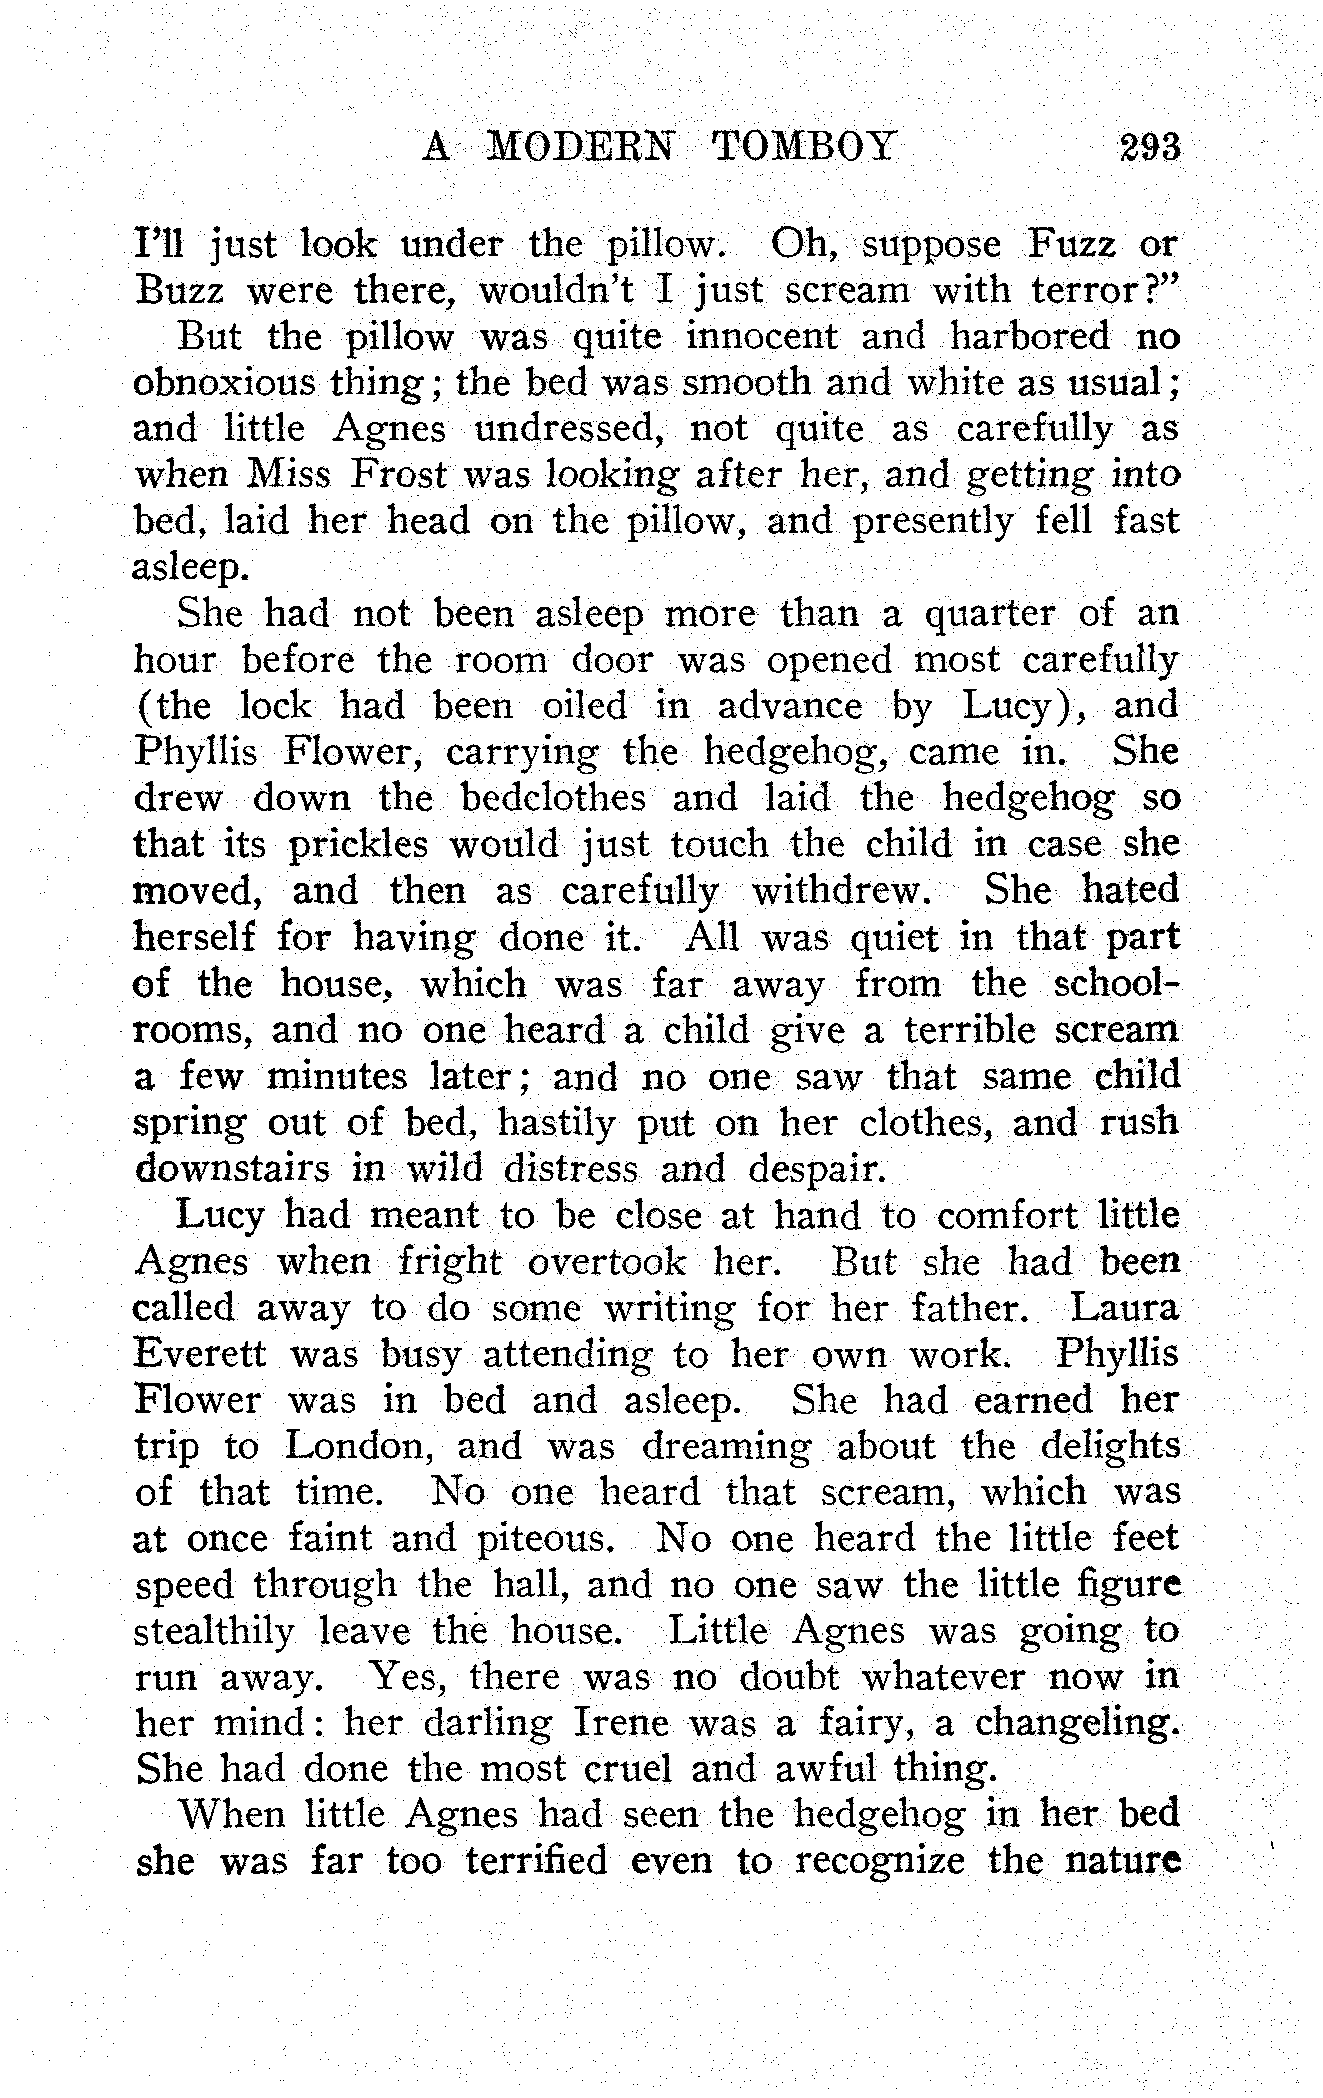 A MODERN TOMBOY 293
I'll just look under the pillow. Oh, suppose Fuzz or
Buzz were there, wouldn't I just scream with terror?”
But the pillow was quite innocent and harbored no
obnoxious thing; the bed was smooth and white as usual;
and little Agnes undressed, not quite as carefully as
when Miss Frost was looking after her, and getting into
bed, laid her head on the pillow, and presently fell fast
asleep.
She had not been asleep more than a quarter of an
hour before the room door was opened most carefully
(the lock had been oiled in advance by Lucy), and
Phyllis Flower, carrying the hedgehog, came in. She
drew down the bedclothes and laid the hedgehog so
that its prickles would just touch the child in case she
moved, and then as carefully withdrew. She hated
herself for having done it. All was quiet in that part
of the house, which was far away from the school-
rooms, and no one heard a child give a terrible scream
a few minutes later; and no one saw that same child
spring out of bed, hastily put on her clothes, and rush
downstairs in wild distress and despair.
Lucy had meant to be close at hand to comfort little
Agnes when fright overtook her. But she had been
called away to do some writing for her father. Laura
Everett was busy attending to her own work. Phyllis
Flower was in bed and asleep. She had earned her
trip to London, and was dreaming about the delights
of that time. No one heard that scream, which was
at once faint and piteous. No one heard the little feet
speed through the hall, and no one saw the little figure
stealthily leave the house. Little Agnes was going to
run away. Yes, there was no doubt whatever now in
her mind: her darling Irene was a fairy, a changeling.
She had done the most cruel and awful thing.
When little Agnes had seen the hedgehog in her bed
she was far too terrified even to recognize the nature